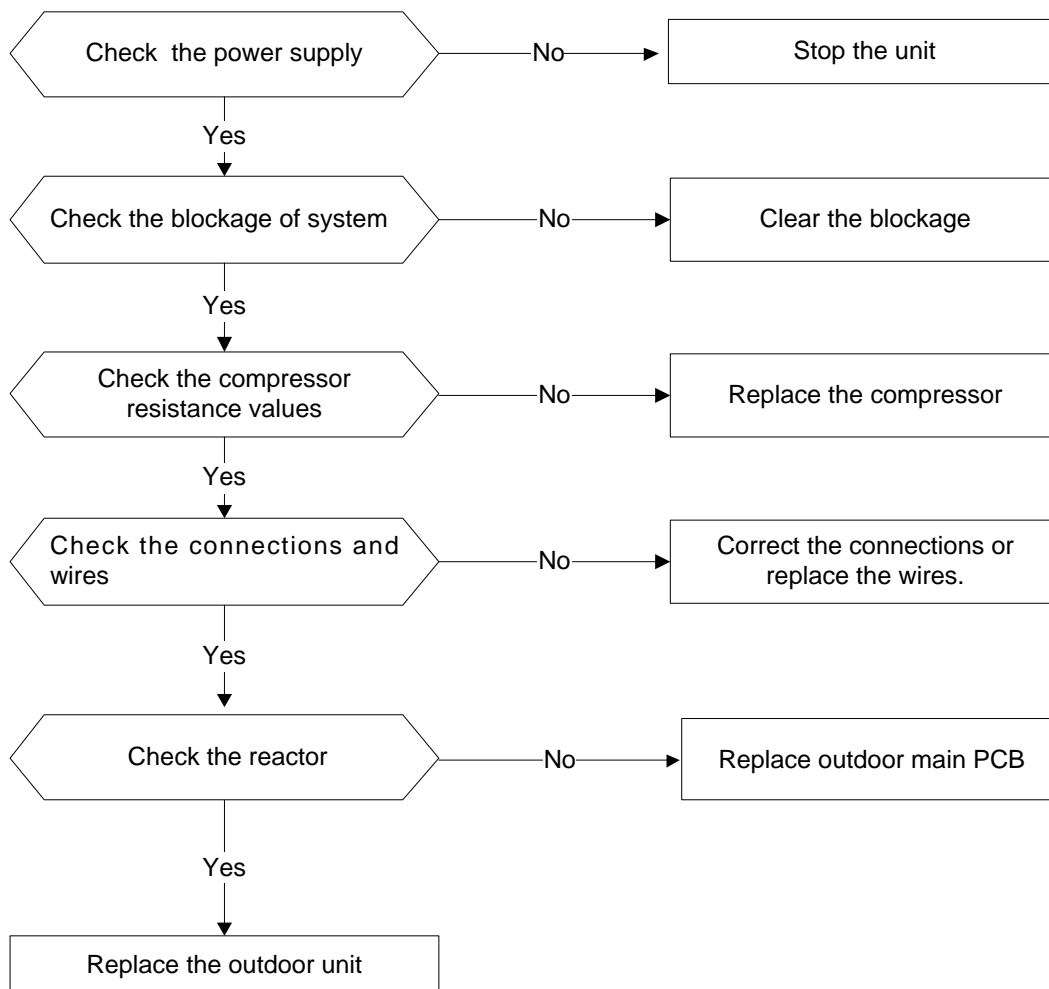 Check the power supply
No
Stop the unit
Yes
Check the blockage of system
No
Clear the blockage
Yes
Check the compressor
resistance values
No
Replace the compressor
Yes
Check the connections and
wires
No
Correct the connections or
replace the wires.
Yes
Check the reactor
No
Replace outdoor main PCB
Yes
Replace the outdoor unit